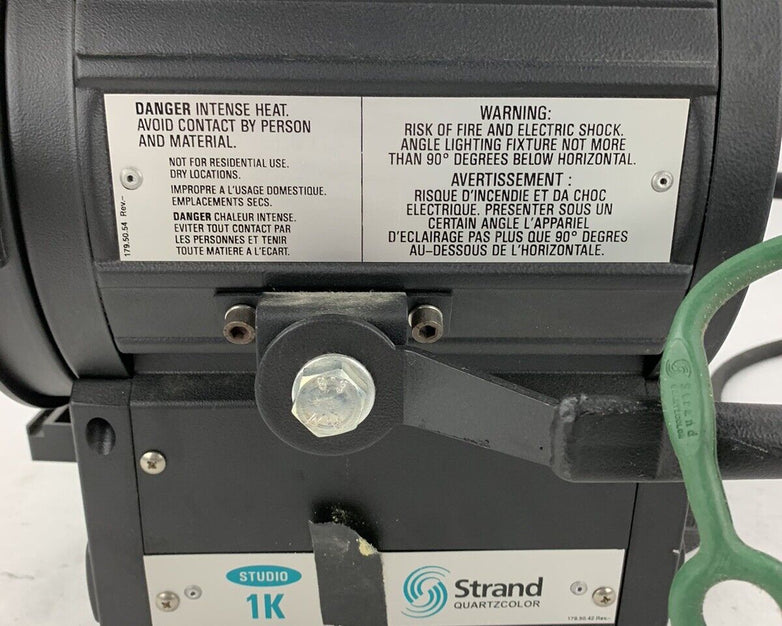 DANGER INTENSE HEAT.
AVOID CONTACT BY PERSON
AND MATERIAL.
NOT FOR RESIDENTIAL USE.
DRY LOCATIONS.
IMPROPRE A L'USAGE DOMESTIQUE.
EMPLACEMENTS SECS.
DANGER CHALEUR INTENSE.
EVITER TOUT CONTACT PAR
LES PERSONNES ET TENIR
TOUTE MATIERE A L'ECART.
179.50.54 Rev.-
WARNING:
RISK OF FIRE AND ELECTRIC SHOCK.
ANGLE LIGHTING FIXTURE NOT MORE
THAN 90° DEGREES BELOW HORIZONTAL.
AVERTISSEMENT :
RISQUE D'INCENDIE ET DA CHOC
ELECTRIQUE. PRESENTER SOUS UN
CERTAIN ANGLE L'APPARIEL
D'ECLAIRAGE PAS PLUS QUE 90° DEGRES
AU-DESSOUS DE L'HORIZONTALE.
Strand
QUARTZCOLOR
STUDIO
1K
Strand
QUARTZCOLOR
179.50.42 Rev.-